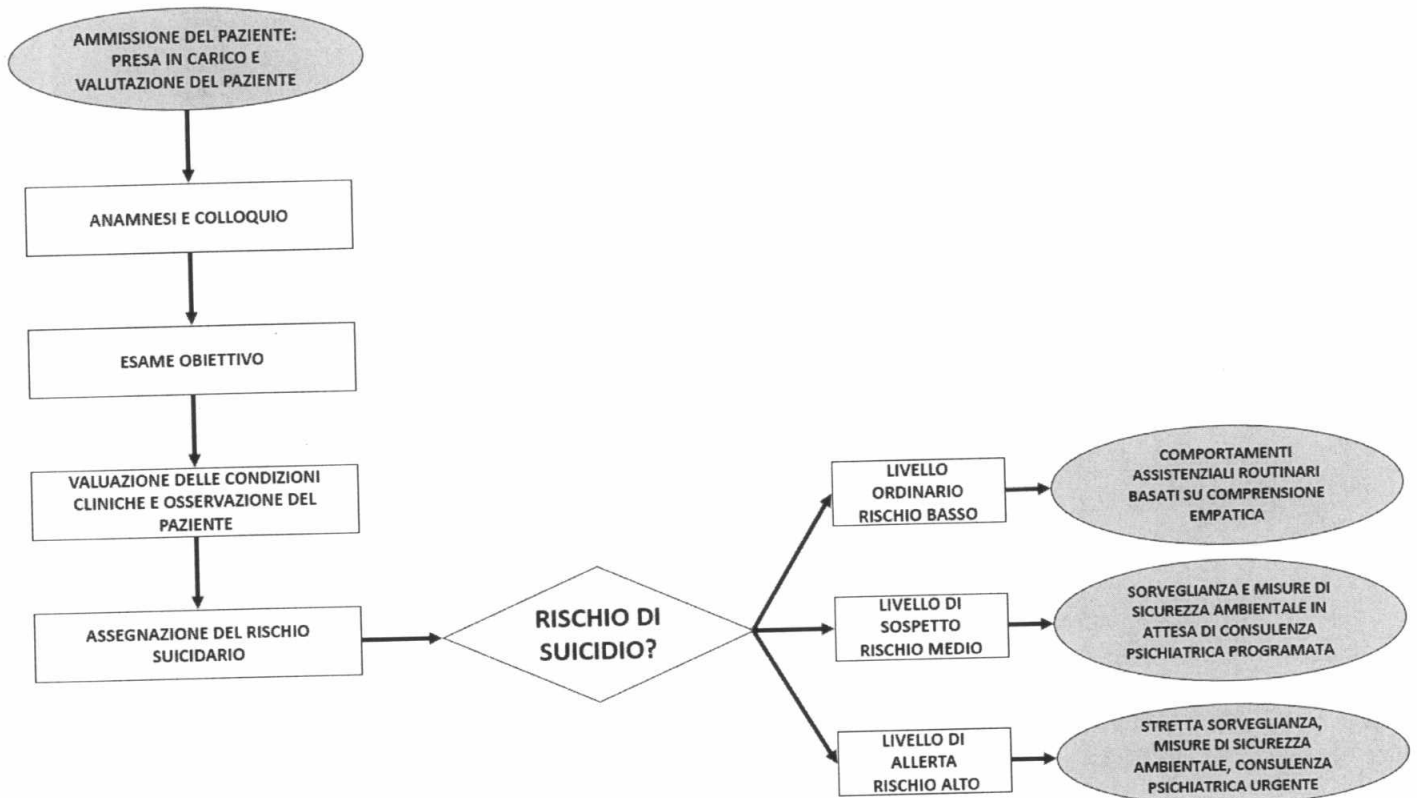 AMMISSIONE DEL PAZIENTE:
PRESA IN CARICO E
VALUTAZIONE DEL PAZIENTE
ANAMNESI E COLLOQUIO
ESAME OBIETTIVO
VALUAZIONE DELLE CONDIZIONI
CLINICHE E OSSERVAZIONE DEL
PAZIENTE
ASSEGNAZIONE DEL RISCHIO
SUICIDARIO
RISCHIO DI
SUICIDIO?
LIVELLO
ORDINARIO
RISCHIO BASSO
COMPORTAMENTI
ASSISTENZIALI ROUTINARI
BASATI SU COMPRENSIONE
EMPATICA
LIVELLO DI
SOSPETTO
RISCHIO MEDIO
SORVEGLIANZA E MISURE DI
SICUREZZA AMBIENTALE IN
ATTESA DI CONSULENZA
PSICHIATRICA PROGRAMATA
LIVELLO DI
ALLERTA
RISCHIO ALTO
STRETTA SORVEGLIANZA,
MISURE DI SICUREZZA
AMBIENTALE, CONSULENZA
PSICHIATRICA URGENTE